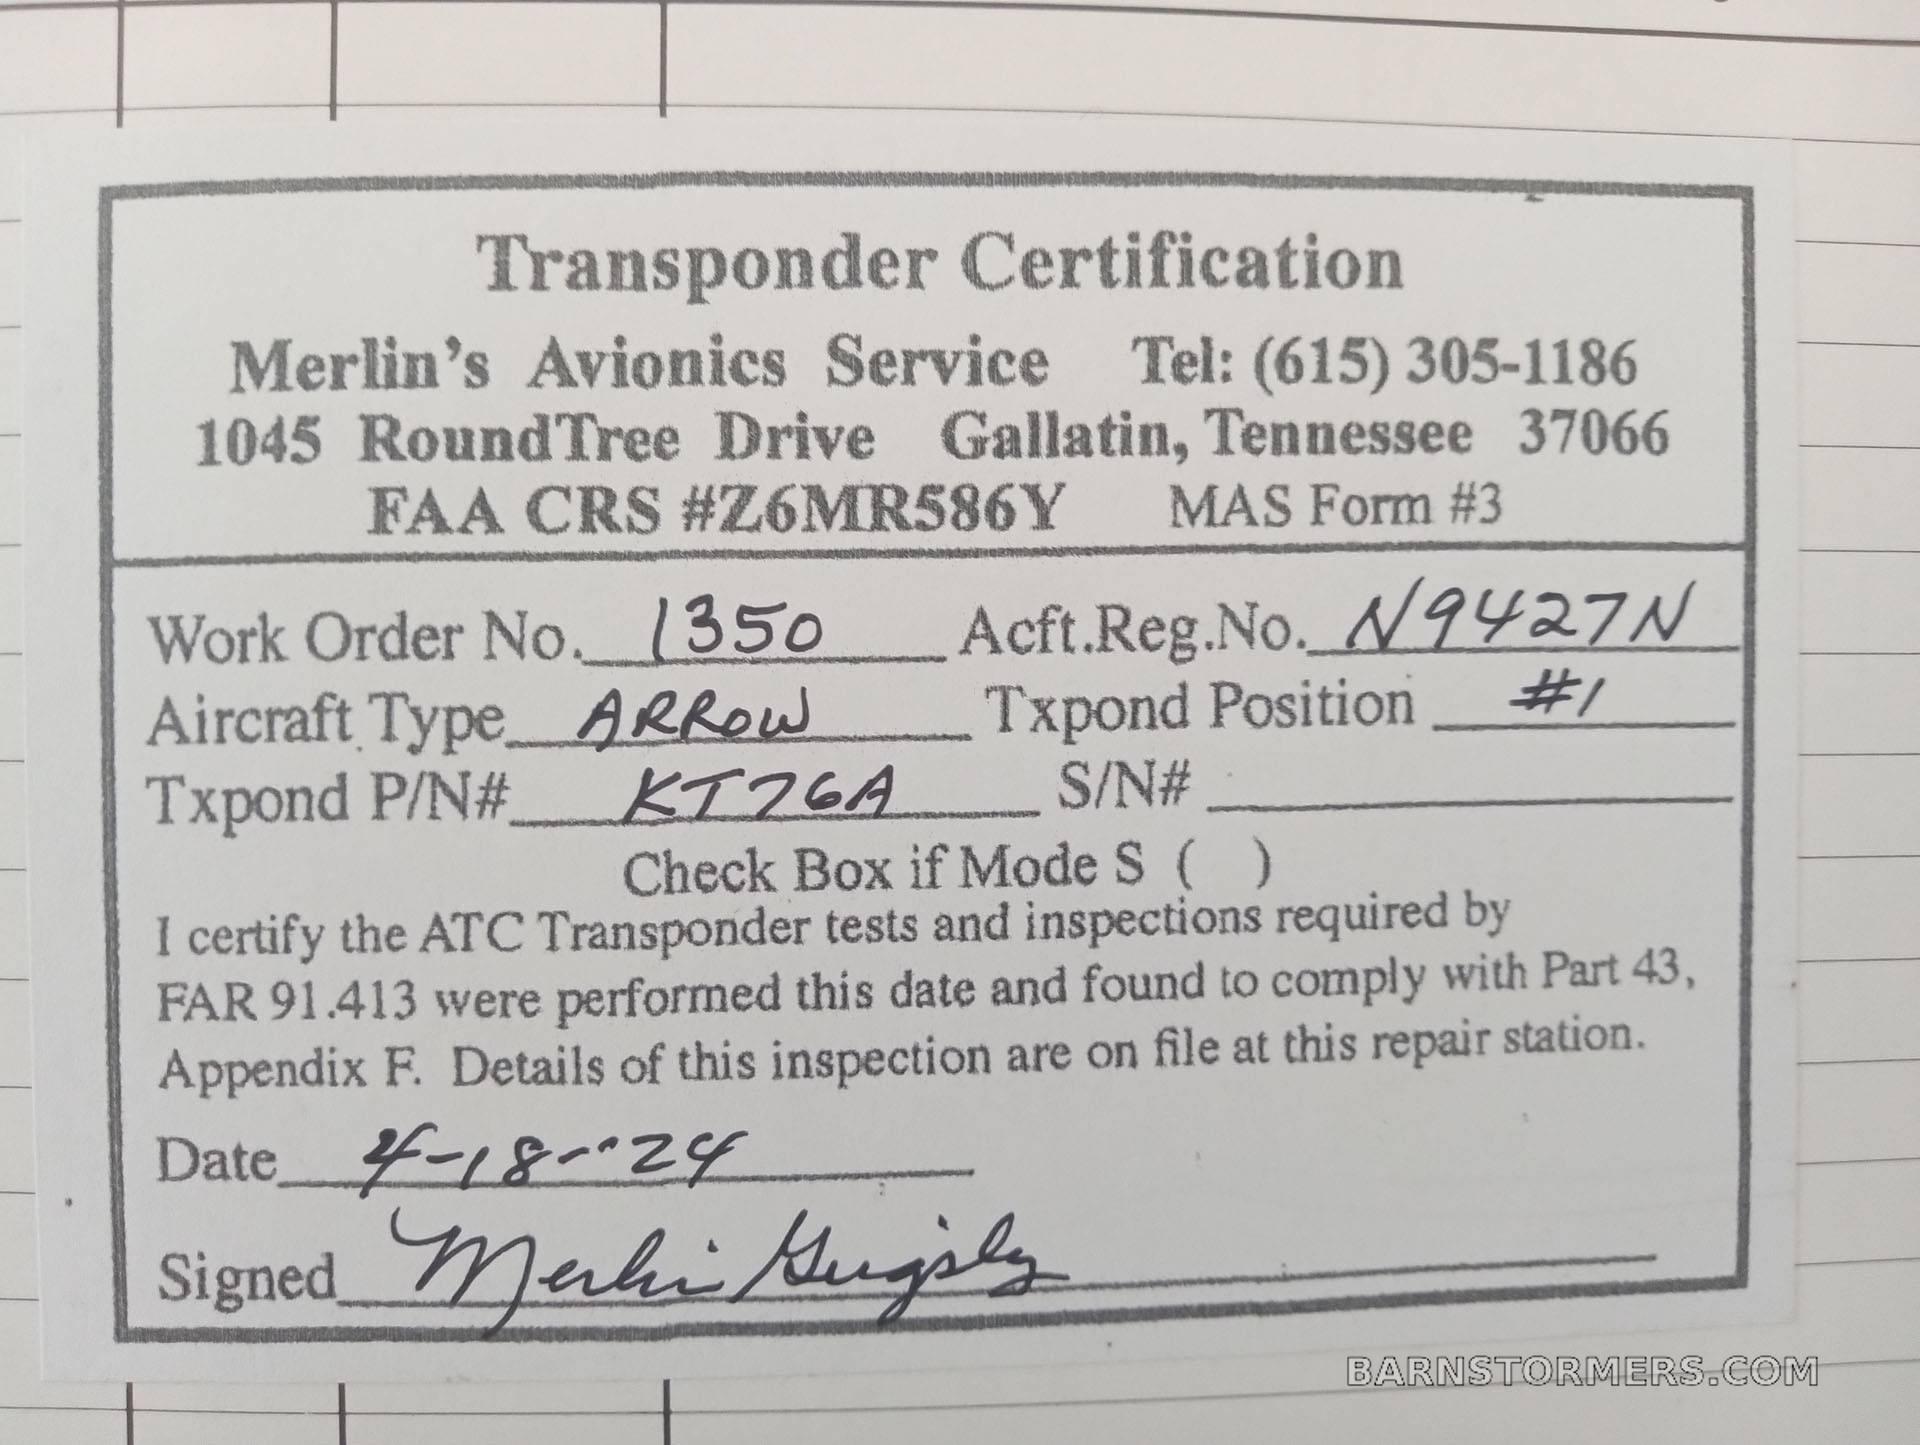 Transponder Certification
Merlin's Avionics Service Tel: (615) 305-1186
1045 RoundTree Drive Gallatin, Tennessee 37066
FAA CRS #Z6MR586Y MAS Form #3
Work Order No. 1350 Acft.Reg.No. N9427N
Aircraft Type ARROW Txpond Position #1
Txpond P/N# KT76A S/N#
Check Box if Mode S ( )
I certify the ATC Transponder tests and inspections required by
FAR 91.413 were performed this date and found to comply with Part 43,
Appendix F. Details of this inspection are on file at this repair station.
Date 4-18-24
Signed Merlin
BARNSTORMERS.COM